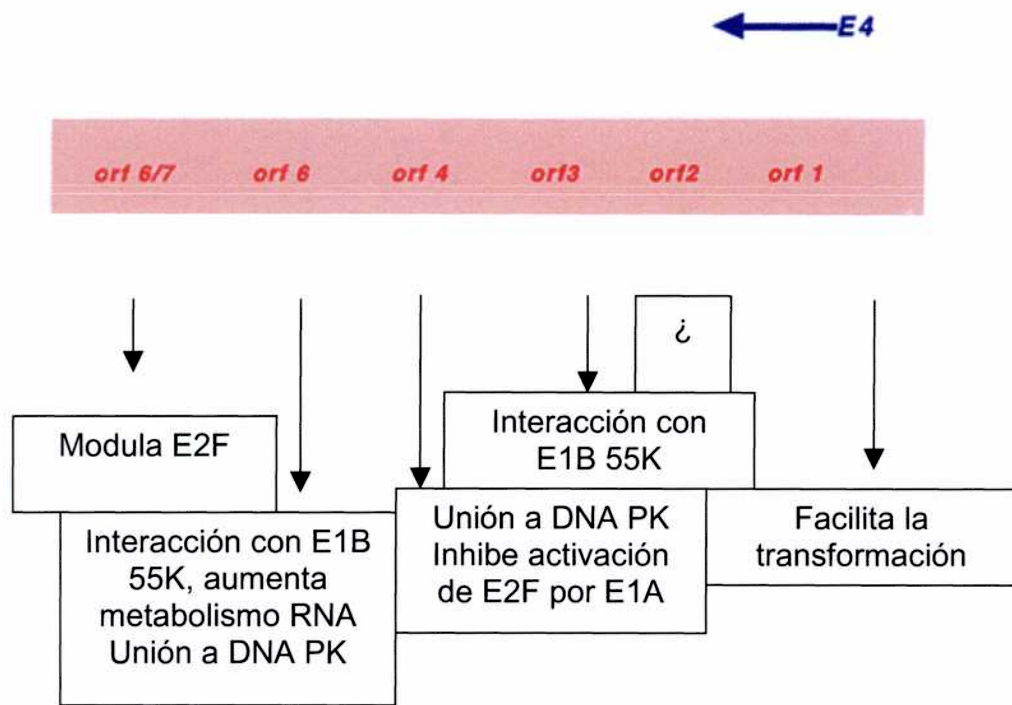 E4
orf 6/7 orf 6 orf 4 orf3 orf2 orf 1
¿
Interacción con
E1B 55K
Modula E2F
Interacción con E1B
55K, aumenta
metabolismo RNA
Unión a DNA PK
Unión a DNA PK
Inhibe activación
de E2F por E1A
Facilita la
transformación